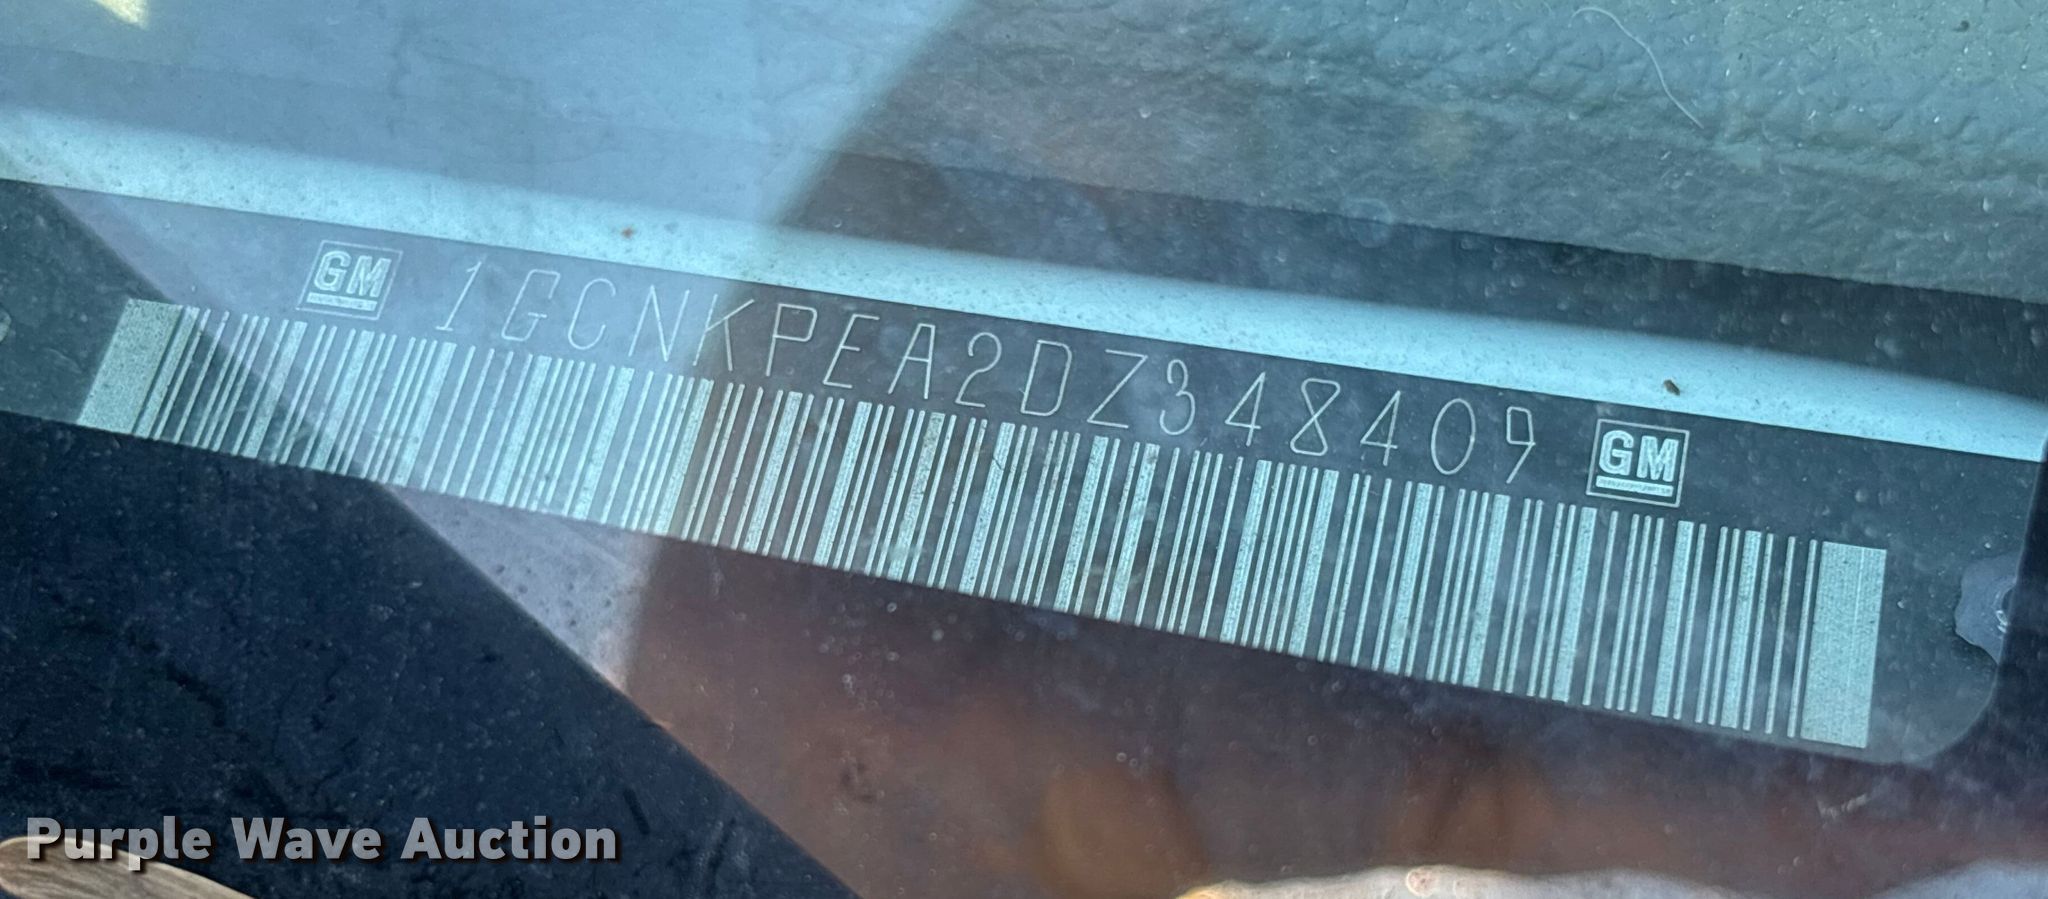 GM 1GCNKPEA2DZ348409 GM
Purple Wave Auction